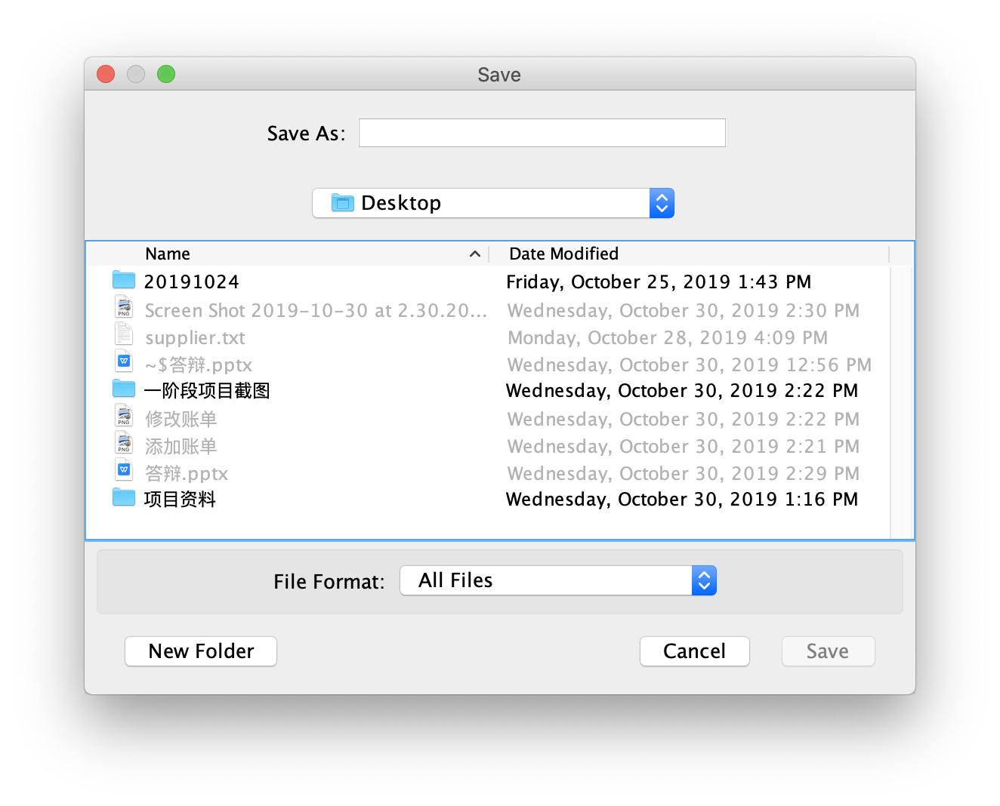 Save
Save As:
Desktop
Name Date Modified
20191024 Friday, October 25, 2019 1:43 PM
PNG Screen Shot 2019-10-30 at 2.30.20... Wednesday, October 30, 2019 2:30 PM
supplier.txt Monday, October 28, 2019 4:09 PM
W ~$答辩.pptx Wednesday, October 30, 2019 12:56 PM
一阶段项目截图 Wednesday, October 30, 2019 2:22 PM
PNG 修改账单 Wednesday, October 30, 2019 2:22 PM
PNG 添加账单 Wednesday, October 30, 2019 2:21 PM
W 答辩.pptx Wednesday, October 30, 2019 2:29 PM
项目资料 Wednesday, October 30, 2019 1:16 PM
File Format: All Files
New Folder Cancel Save